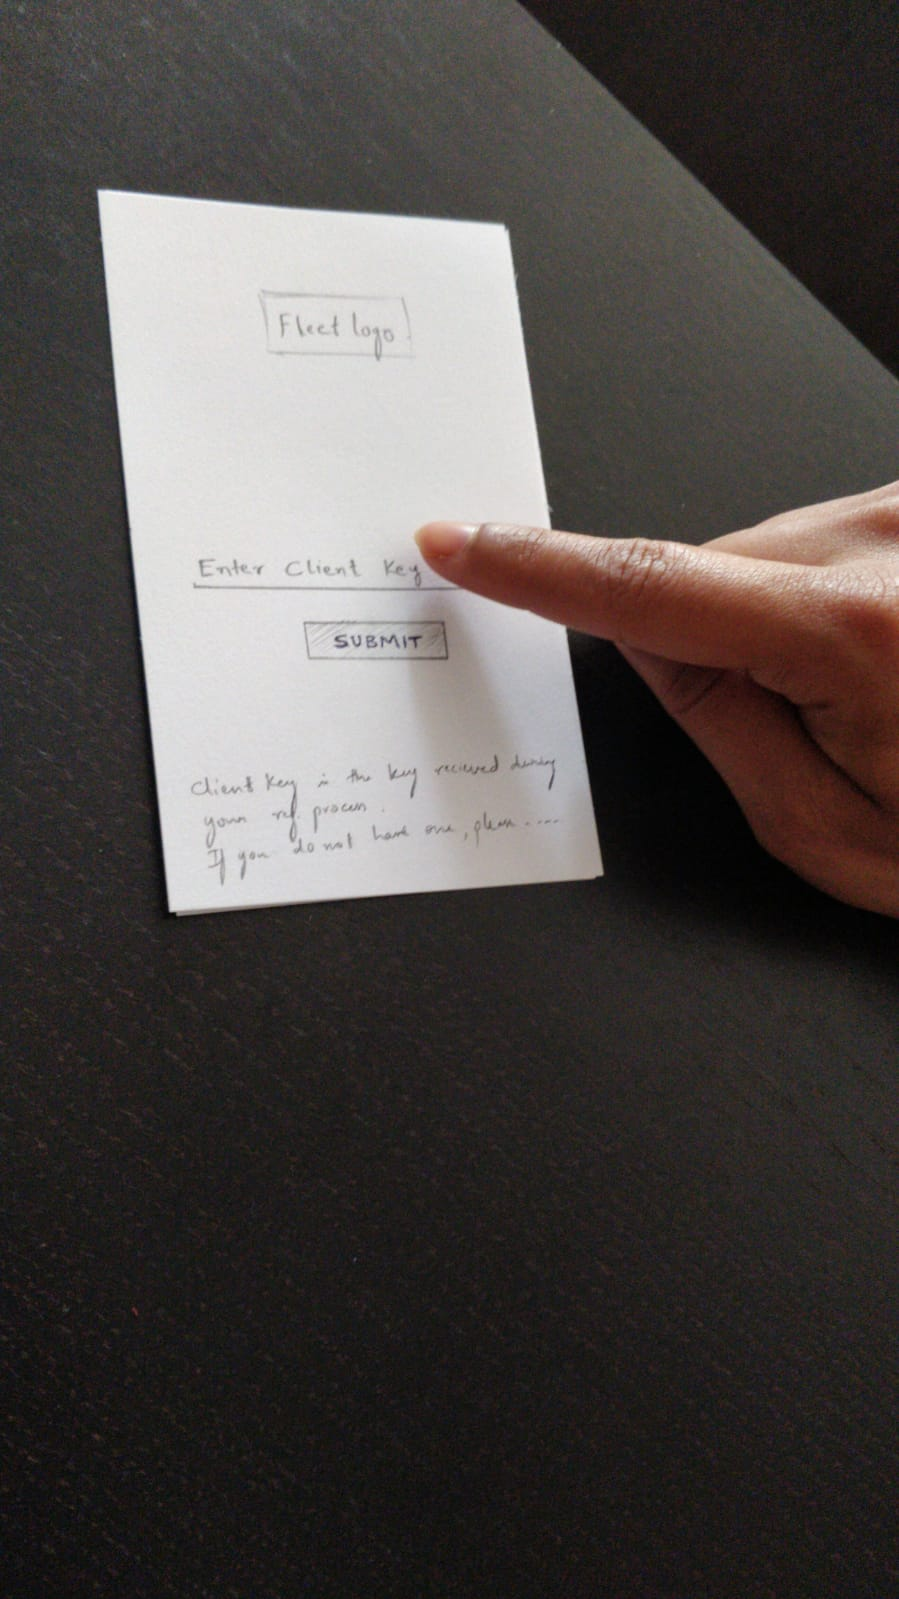 Fleet logo
Enter Client Key
SUBMIT
Client Key is the key recieved during
your reg. process.
If you do not have one, please.....